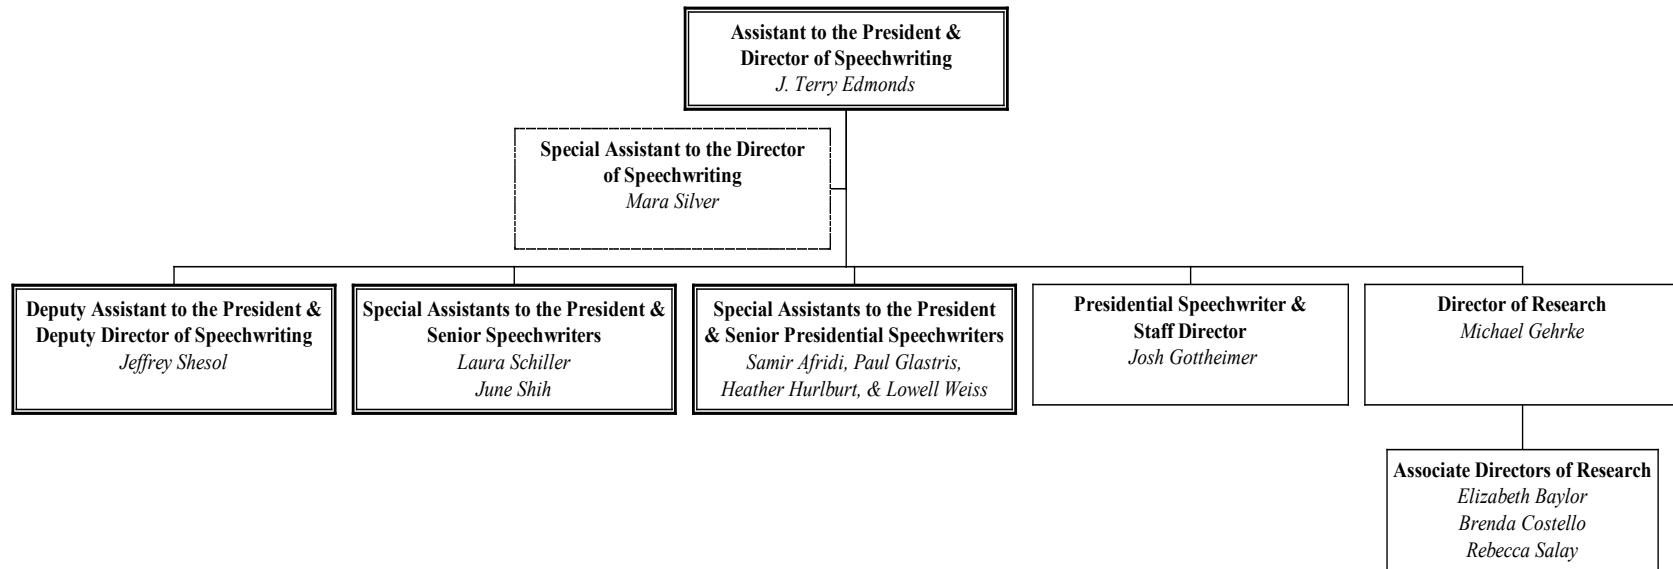 Assistant to the President &
Director of Speechwriting
J. Terry Edmonds
Special Assistant to the Director
of Speechwriting
Mara Silver
Deputy Assistant to the President &
Deputy Director of Speechwriting
Jeffrey Shesol
Special Assistants to the President &
Senior Speechwriters
Laura Schiller
June Shih
Special Assistants to the President
& Senior Presidential Speechwriters
Samir Afridi, Paul Glastris,
Heather Hurlburt, & Lowell Weiss
Presidential Speechwriter &
Staff Director
Josh Gottheimer
Director of Research
Michael Gehrke
Associate Directors of Research
Elizabeth Baylor
Brenda Costello
Rebecca Salay